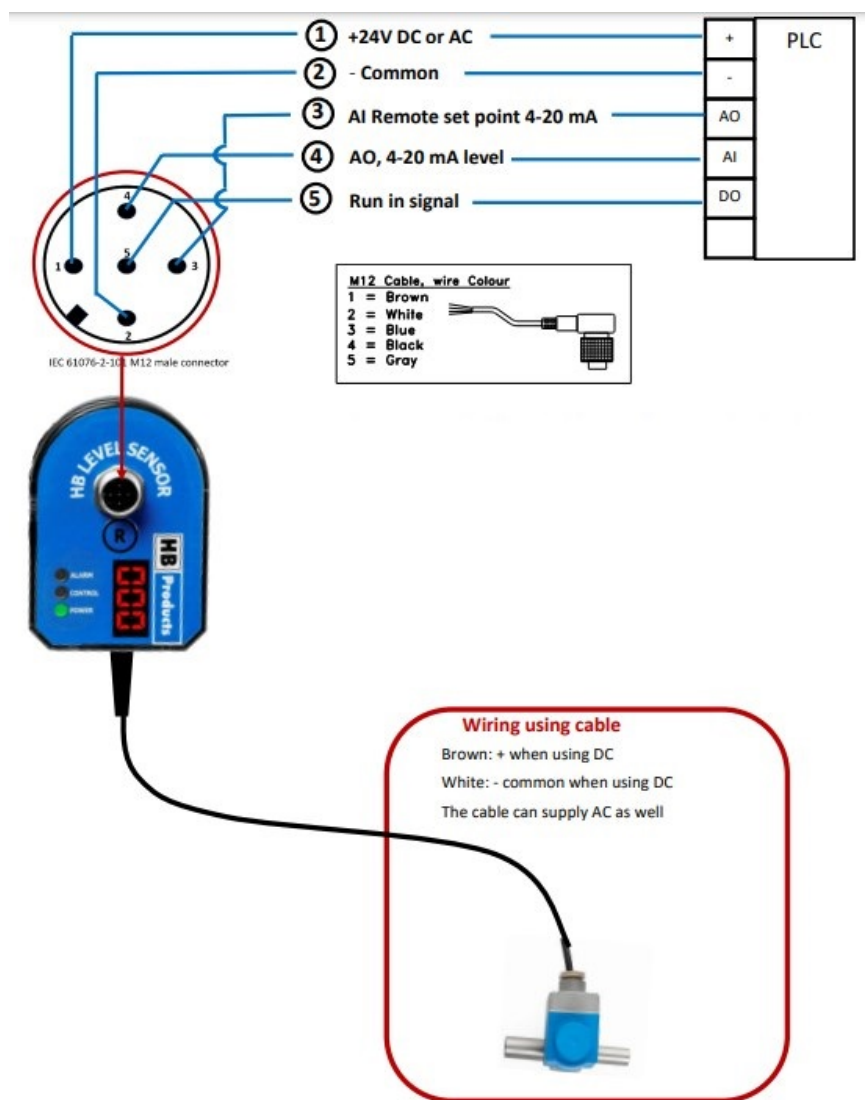 1 +24V DC or AC
+
PLC
2 - Common
-
3 AI Remote set point 4-20 mA
AO
4 AO, 4-20 mA level
AI
5 Run in signal
DO
4
5
1
3
2
IEC 61076-2-101 M12 male connector
M12 Cable, wire Colour
1 = Brown
2 = White
3 = Blue
4 = Black
5 = Gray
HB LEVEL SENSOR
R
HB
Products
ALARM
CONTROL
POWER
000
Wiring using cable
Brown: + when using DC
White: - common when using DC
The cable can supply AC as well